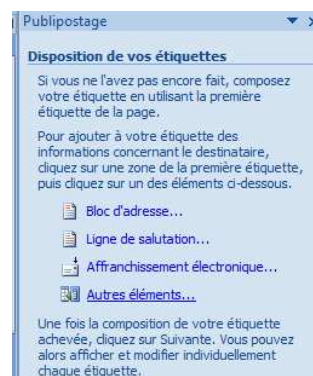 Publipostage
Disposition de vos étiquettes
Si vous ne l'avez pas encore fait, composez
votre étiquette en utilisant la première
étiquette de la page.
Pour ajouter à votre étiquette des
informations concernant le destinataire,
cliquez sur une zone de la première étiquette,
puis cliquez sur un des éléments ci-dessous.
Bloc d'adresse...
Ligne de salutation...
Affranchissement électronique...
Autres éléments...
Une fois la composition de votre étiquette
achevée, cliquez sur Suivante. Vous pouvez
alors afficher et modifier individuellement
chaque étiquette.